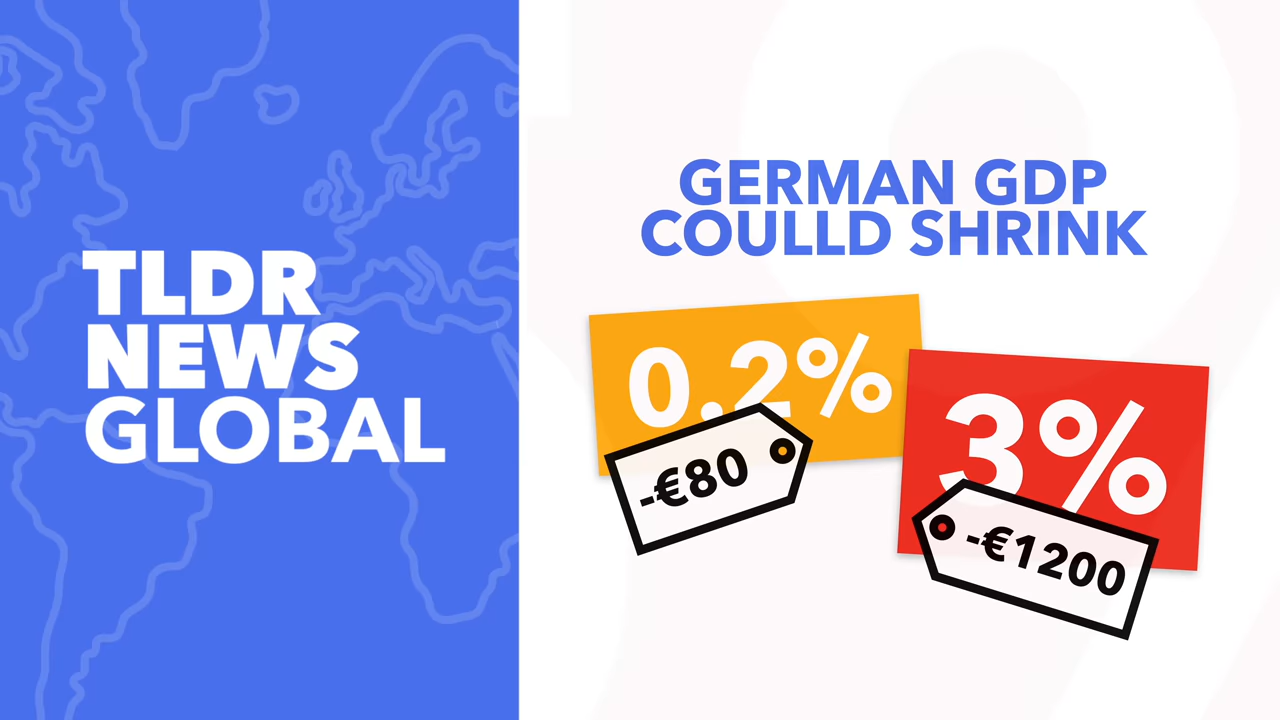 TLDR
NEWS
GLOBAL
GERMAN GDP
COULLD SHRINK
0.2%
-€80
3%
-€1200